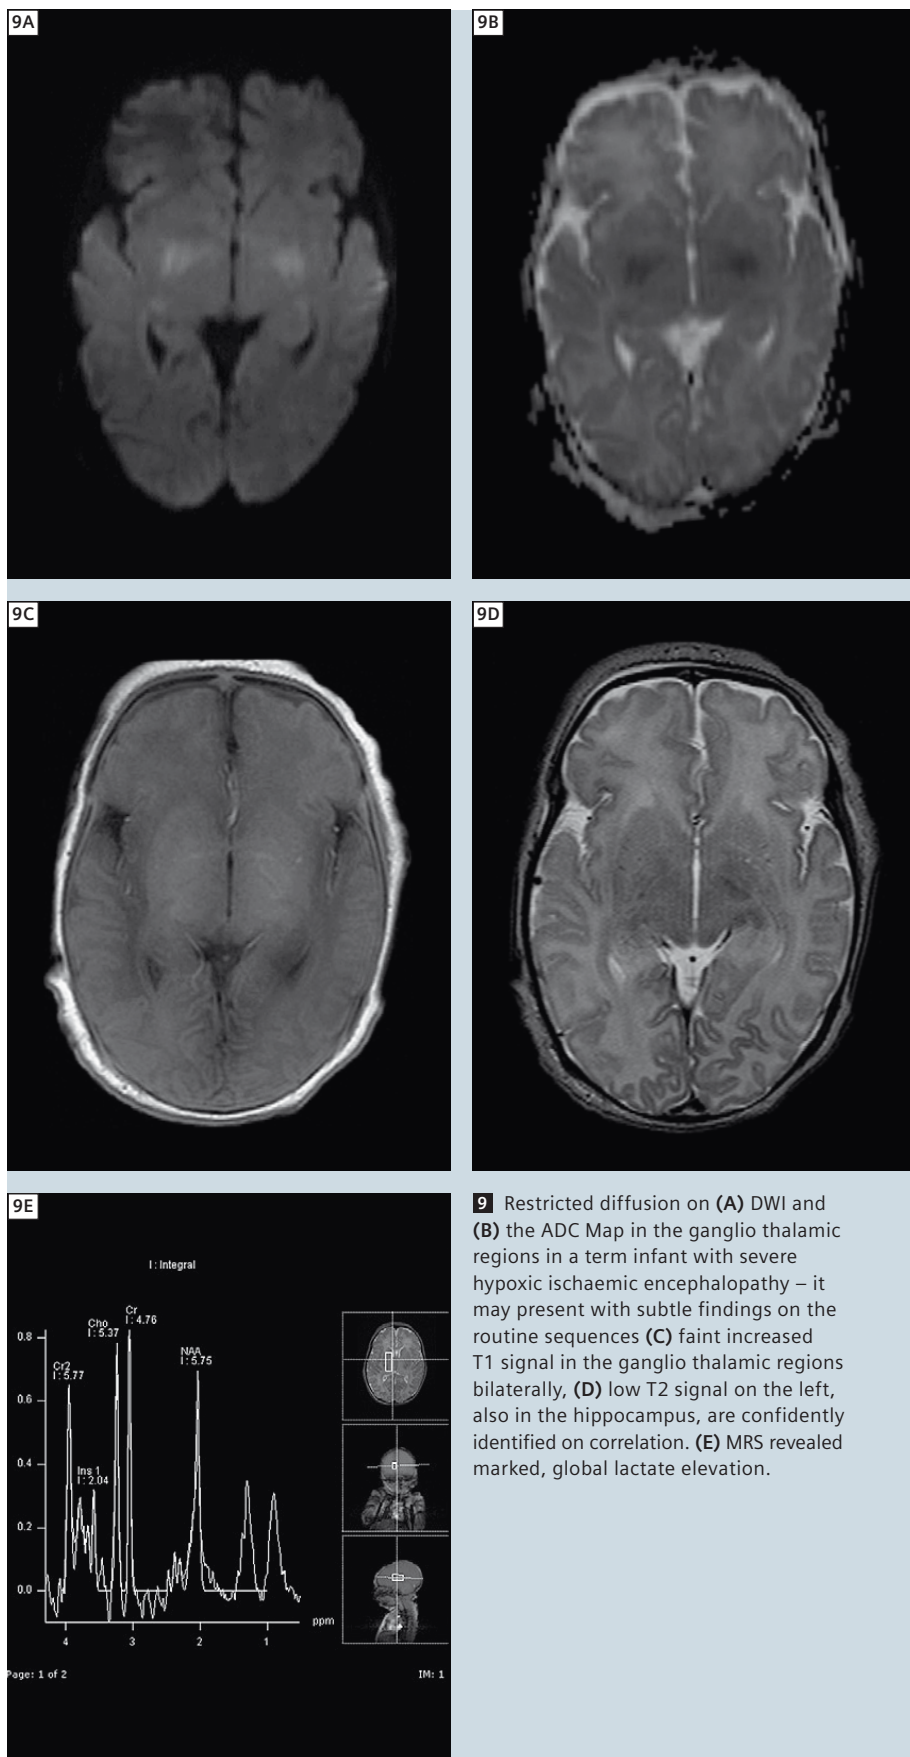 9A
9B
9C
9D
9E
I : Integral
Cr
I : 4.76
Cho
I : 5.37
NAA
I : 5.75
Cr2
I : 5.77
Ins 1
I : 2.04
0.8
0.6
0.4
0.2
0.0
4
3
2
1
ppm
Page: 1 of 2
IM: 1
9 Restricted diffusion on (A) DWI and
(B) the ADC Map in the ganglio thalamic
regions in a term infant with severe
hypoxic ischaemic encephalopathy – it
may present with subtle findings on the
routine sequences (C) faint increased
T1 signal in the ganglio thalamic regions
bilaterally, (D) low T2 signal on the left,
also in the hippocampus, are confidently
identified on correlation. (E) MRS revealed
marked, global lactate elevation.